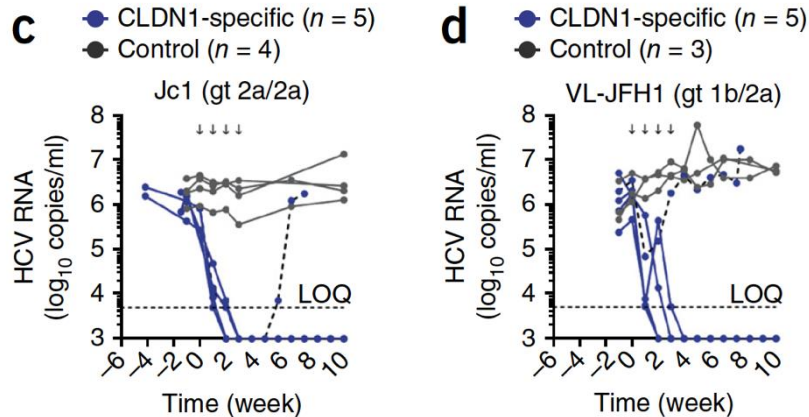 c
CLDN1-specific (n = 5)
Control (n = 4)
Jc1 (gt 2a/2a)
↓ ↓ ↓ ↓
8
7
6
5
4
3
HCV RNA
(log10 copies/ml)
LOQ
–6 –4 –2 0 2 4 6 8 10
Time (week)
d
CLDN1-specific (n = 5)
Control (n = 3)
VL-JFH1 (gt 1b/2a)
↓ ↓ ↓ ↓
8
7
6
5
4
3
HCV RNA
(log10 copies/ml)
LOQ
–6 –4 –2 0 2 4 6 8 10
Time (week)